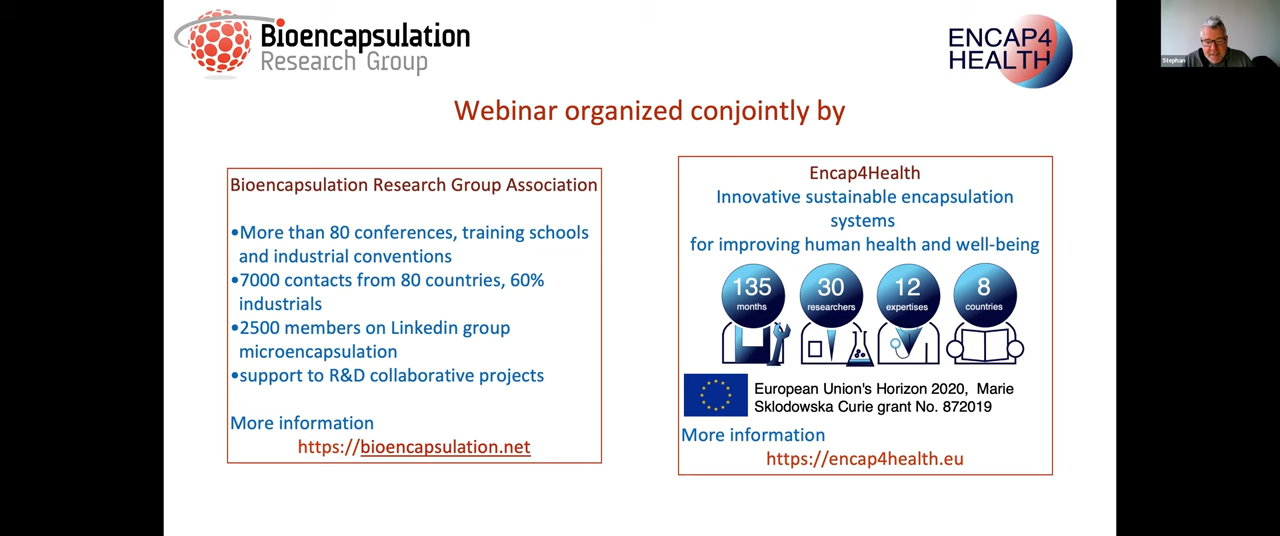 Bioencapsulation
Research Group
ENCAP4
HEALTH
Stephan
Webinar organized conjointly by
Bioencapsulation Research Group Association
•More than 80 conferences, training schools
and industrial conventions
•7000 contacts from 80 countries, 60%
industrials
•2500 members on Linkedin group
microencapsulation
•support to R&D collaborative projects
More information
https://bioencapsulation.net
Encap4Health
Innovative sustainable encapsulation
systems
for improving human health and well-being
135
months
30
researchers
12
expertises
8
countries
European Union's Horizon 2020, Marie
Sklodowska Curie grant No. 872019
More information
https://encap4health.eu